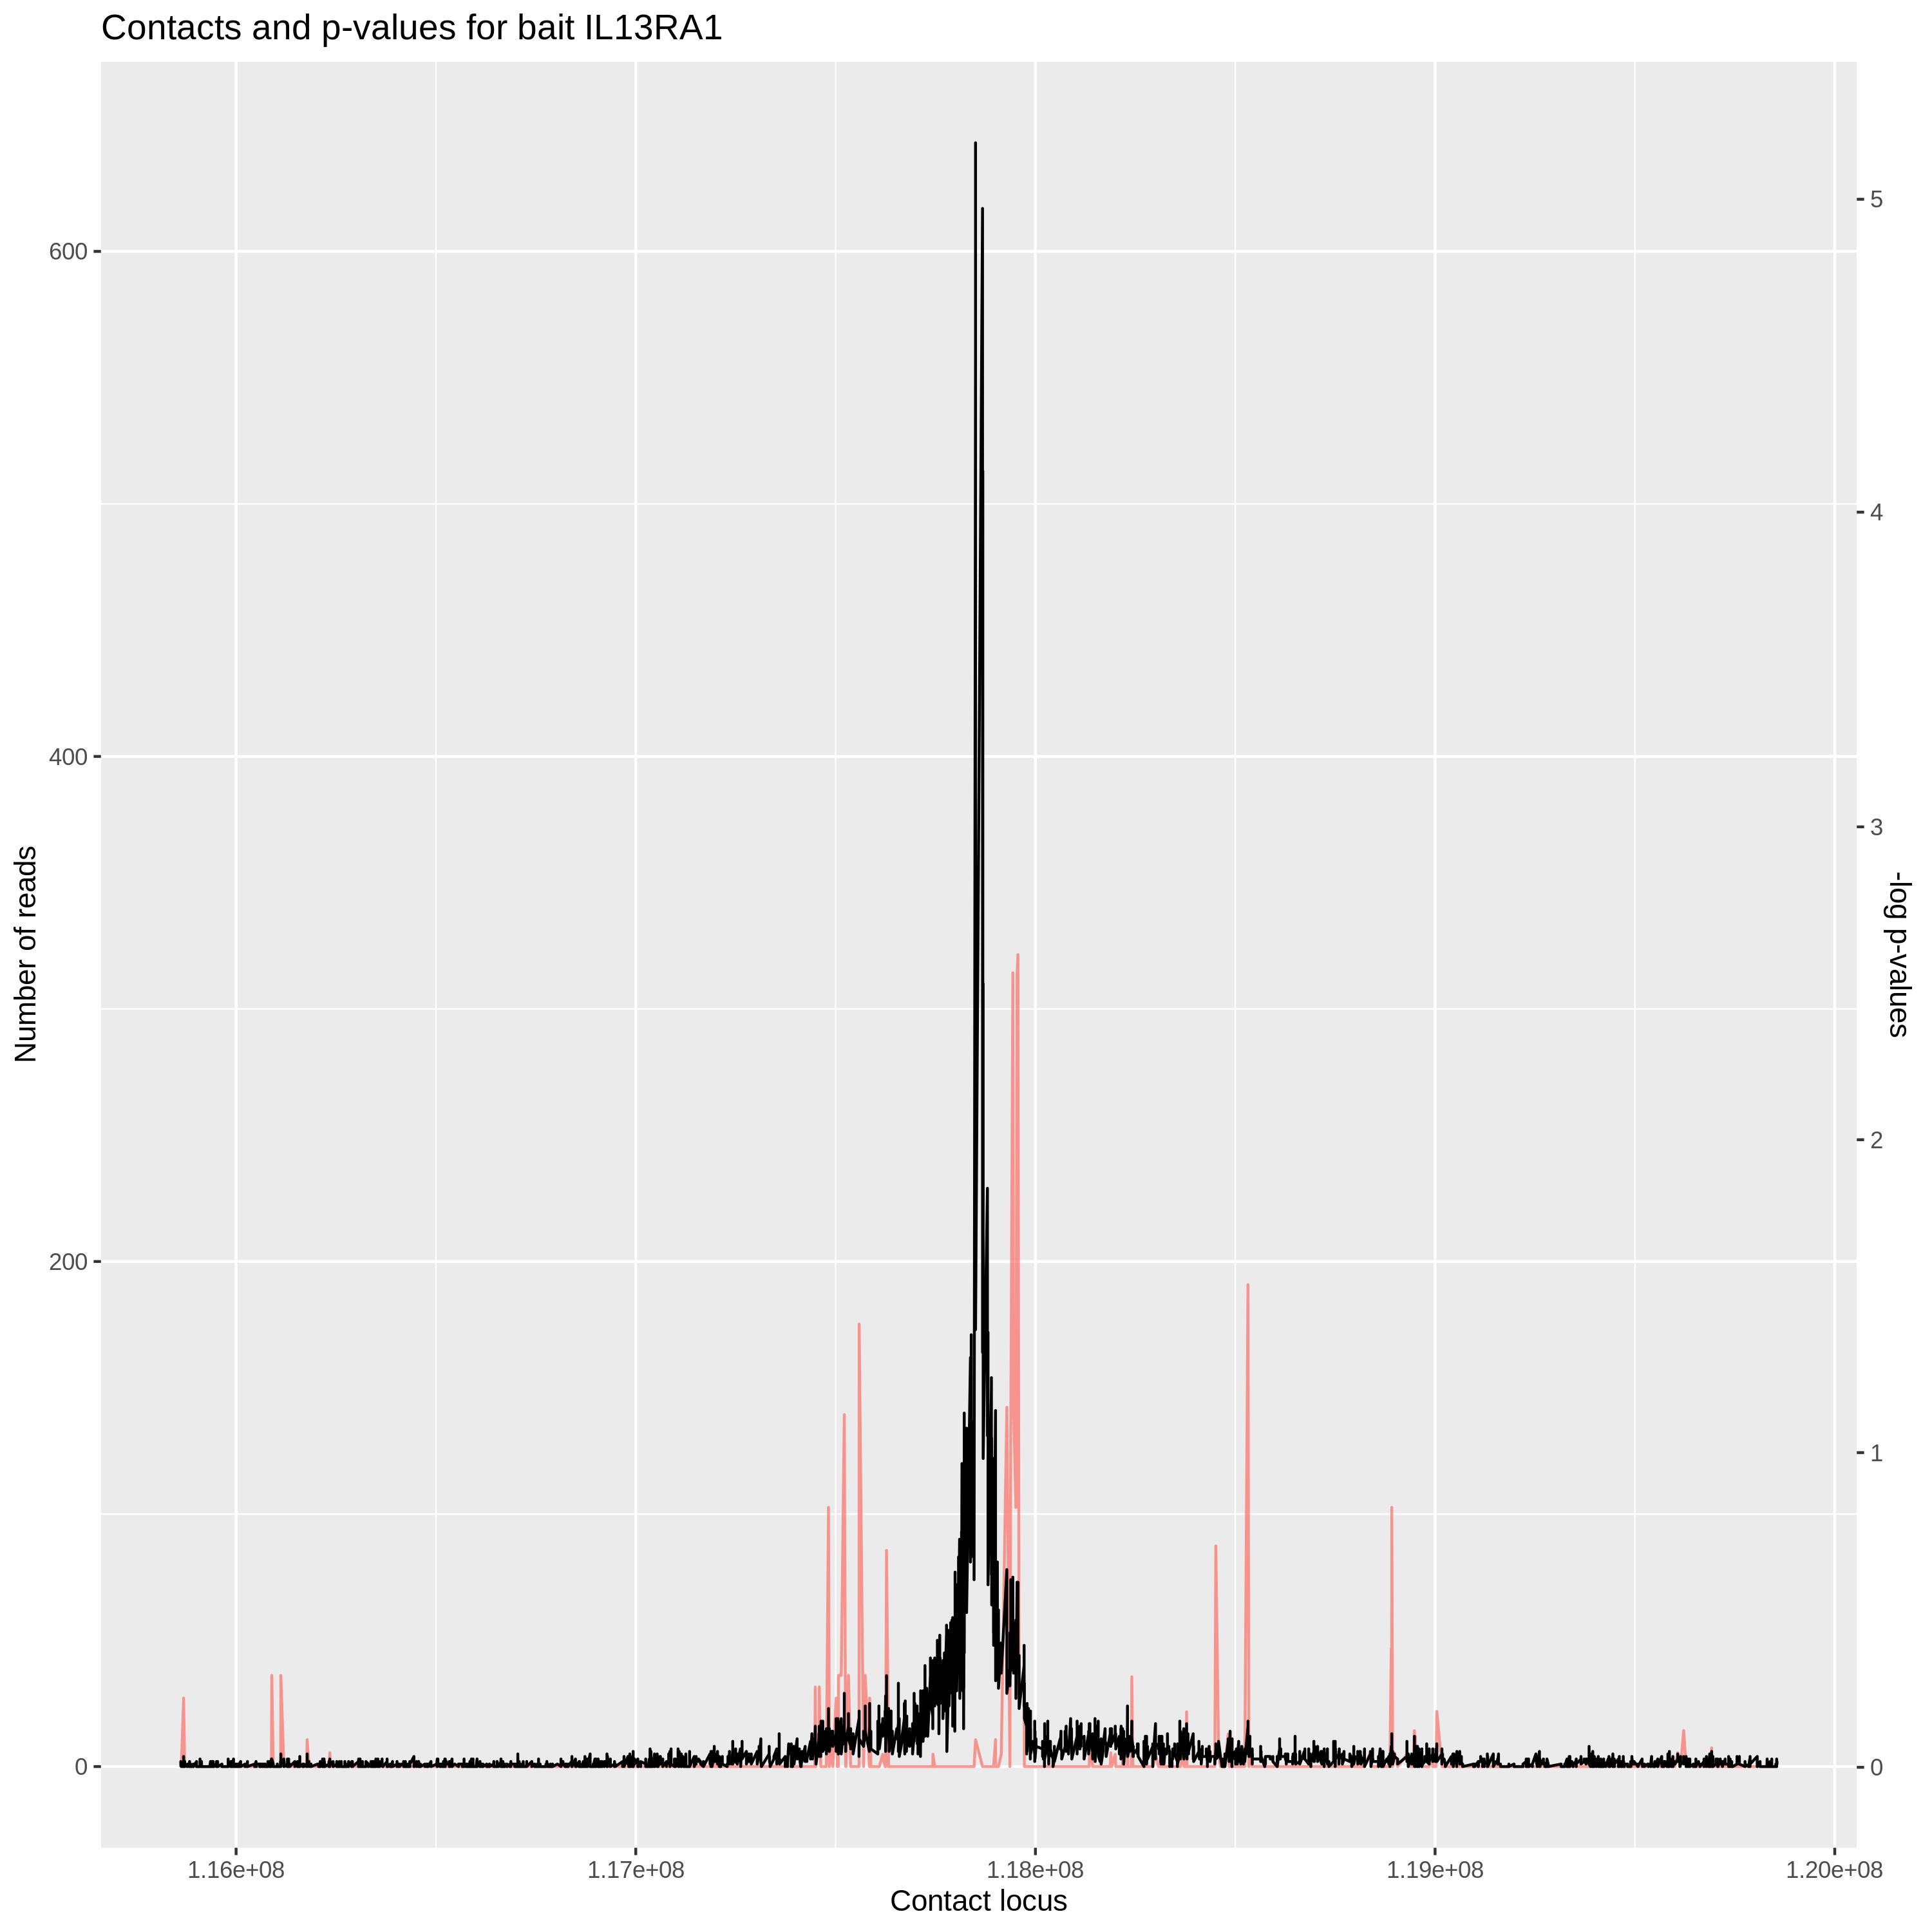 Contacts and p-values for bait IL13RA1
600
400
200
0
Number of reads
5
4
3
2
1
0
-log p-values
1.16e+08 1.17e+08 1.18e+08 1.19e+08 1.20e+08
Contact locus